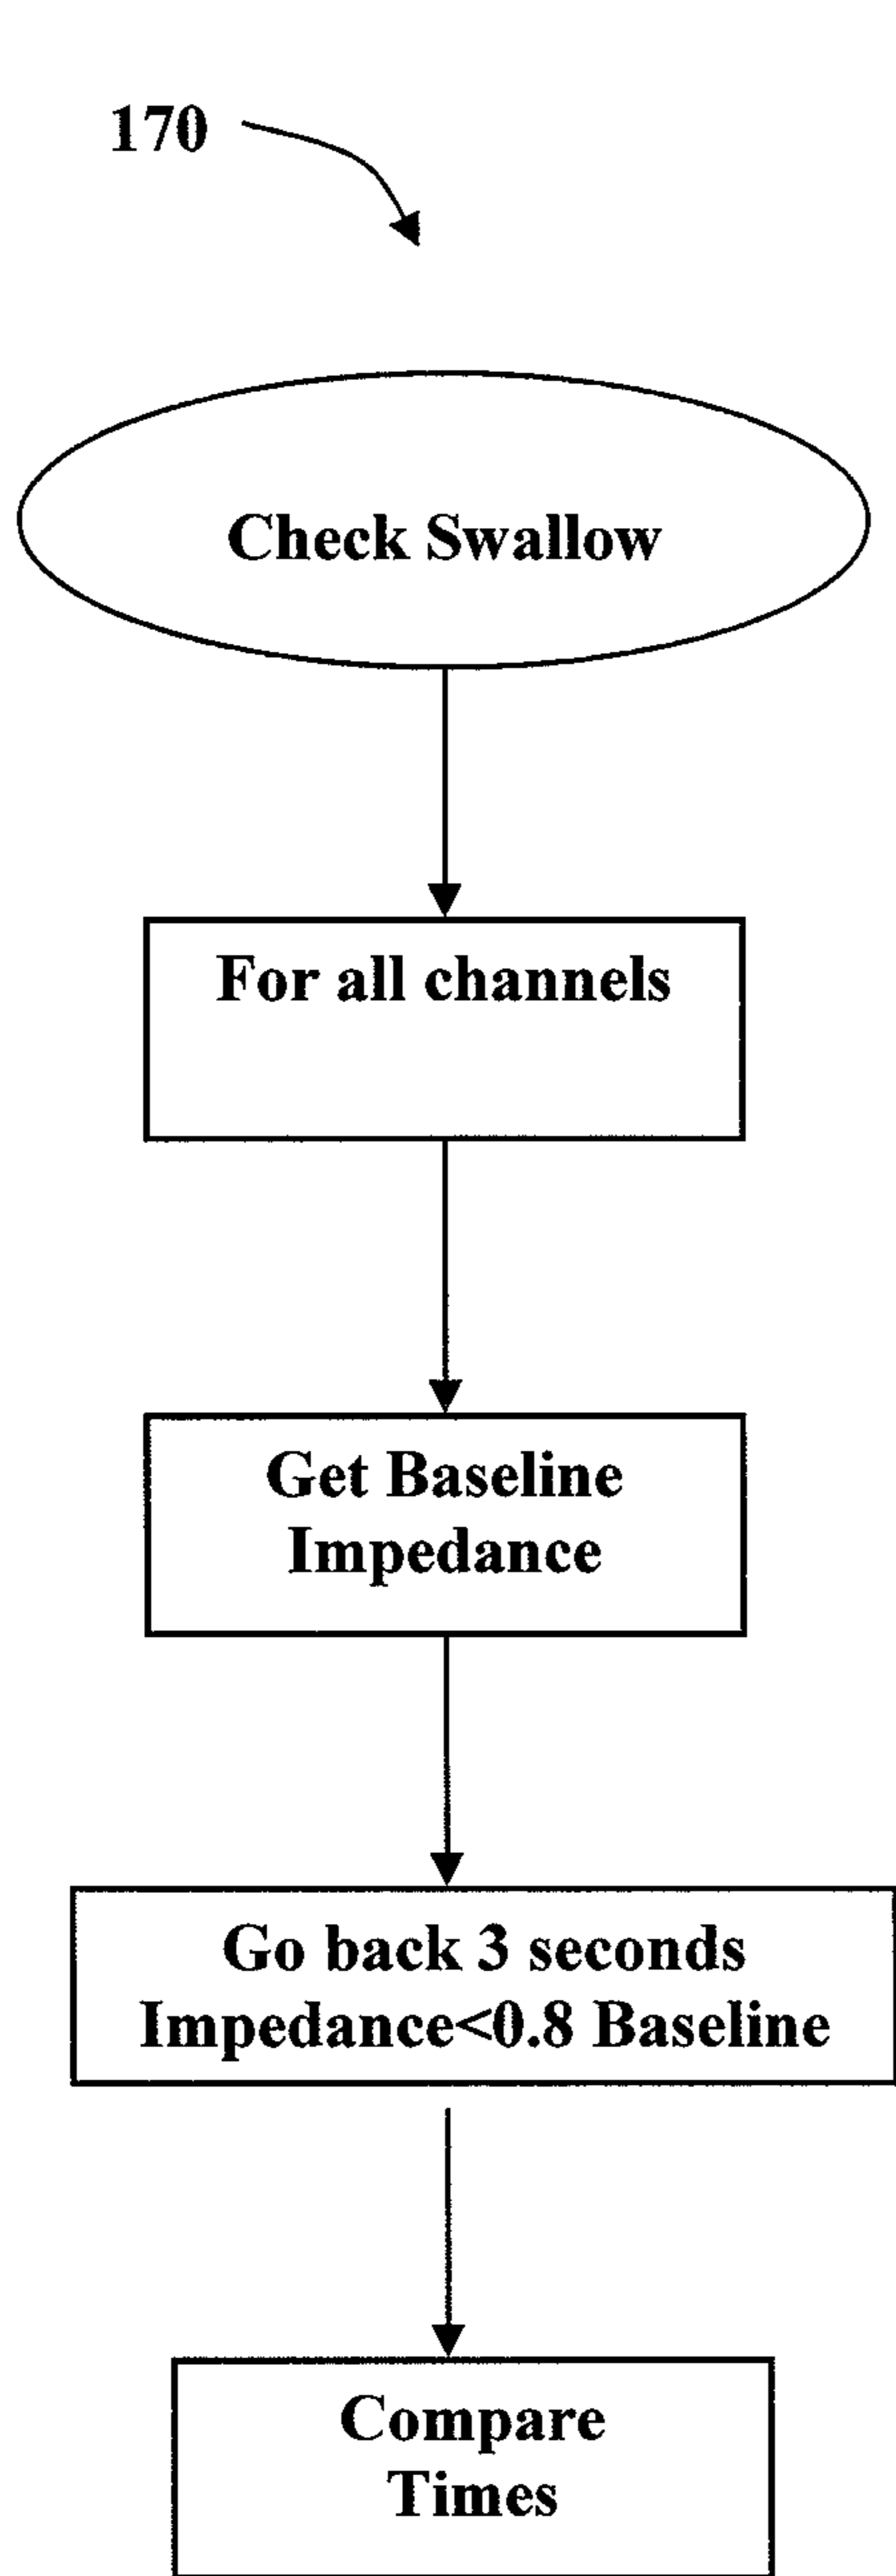 170
Check Swallow
For all channels
Get Baseline
Impedance
Go back 3 seconds
Impedance<0.8 Baseline
Compare
Times